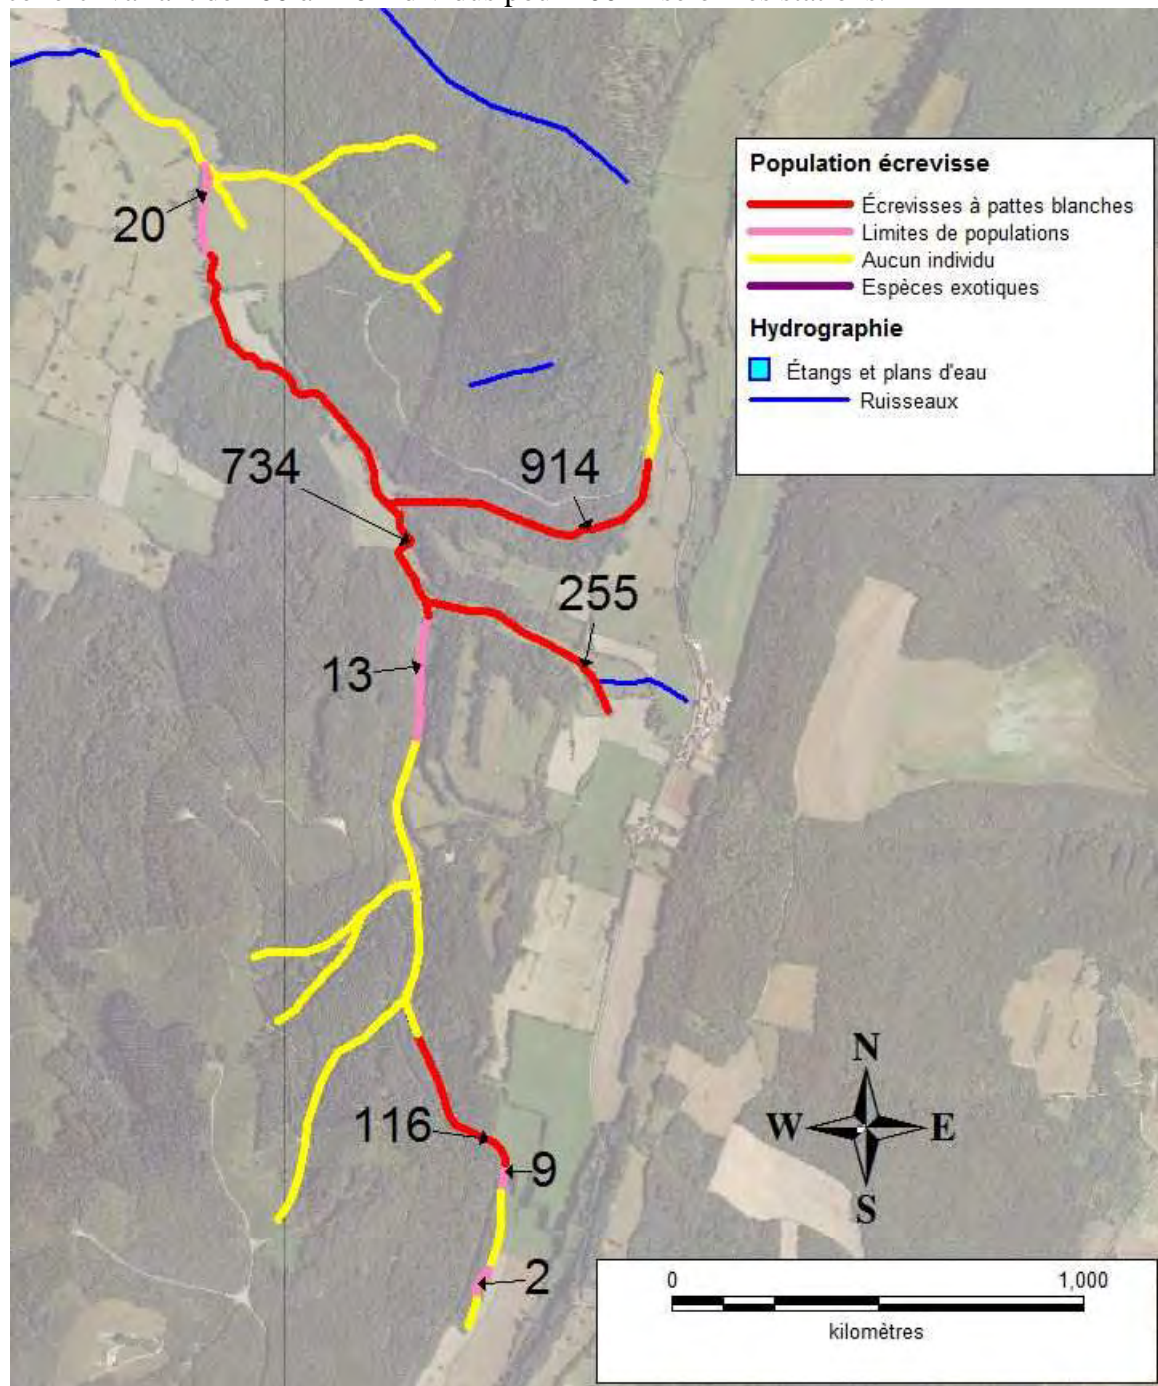 20
Population écrevisse
Écrevisses à pattes blanches
Limites de populations
Aucun individu
Espèces exotiques
Hydrographie
Étangs et plans d'eau
Ruisseaux
734
914
255
13
116
9
2
N
W E
S
0 1,000
kilomètres